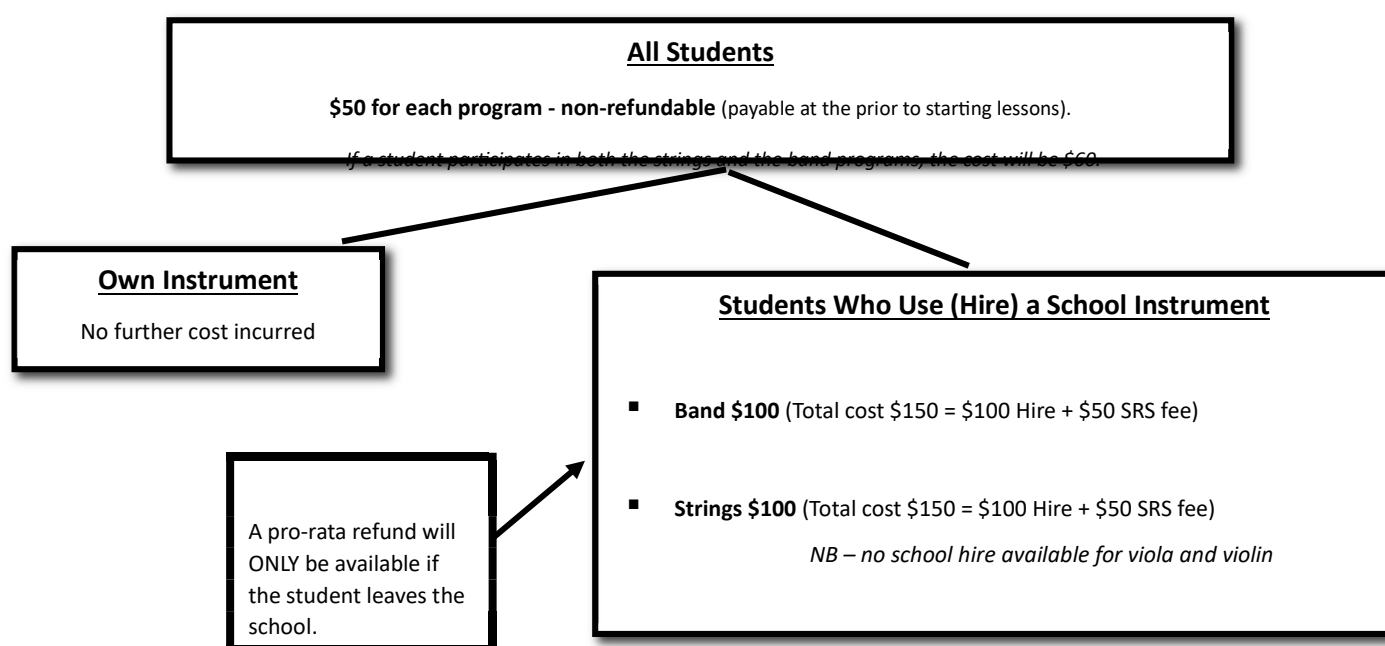 All Students
$50 for each program - non-refundable (payable at the prior to starting lessons).
If a student participates in both the strings and the band programs, the cost will be $60.
Own Instrument
No further cost incurred
Students Who Use (Hire) a School Instrument
▪ Band $100 (Total cost $150 = $100 Hire + $50 SRS fee)
▪ Strings $100 (Total cost $150 = $100 Hire + $50 SRS fee)
NB – no school hire available for viola and violin
A pro-rata refund will
ONLY be available if
the student leaves the
school.